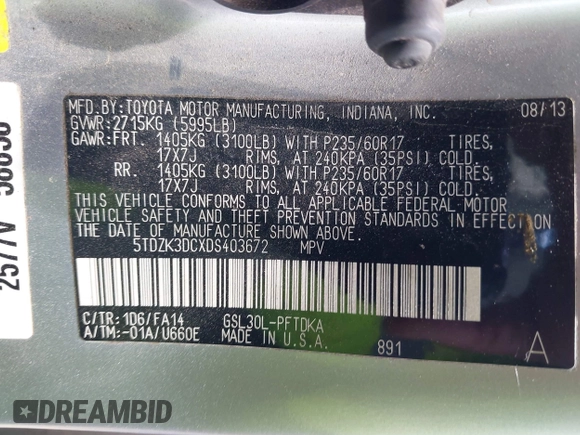 MFD.BY:TOYOTA MOTOR MANUFACTURING, INDIANA, INC. 08/13
GVWR:2715KG (5995LB)
GAWR:FRT. 1405KG (3100LB) WITH P235/60R17 TIRES,
17X7J RIMS, AT 240KPA (35PSI) COLD.
RR. 1405KG (3100LB) WITH P235/60R17 TIRES,
17X7J RIMS, AT 240KPA (35PSI) COLD.
THIS VEHICLE CONFORMS TO ALL APPLICABLE FEDERAL MOTOR
VEHICLE SAFETY AND THEFT PREVENTION STANDARDS IN EFFECT ON
THE DATE OF MANUFACTURE SHOWN ABOVE.
5TDZK3DCXDS403672 MPV
C/TR:1D6/FA14 GSL30L-PFTDKA
A/TM:-01A/U660E MADE IN U.S.A. 891 A
2577V
DREAMBID